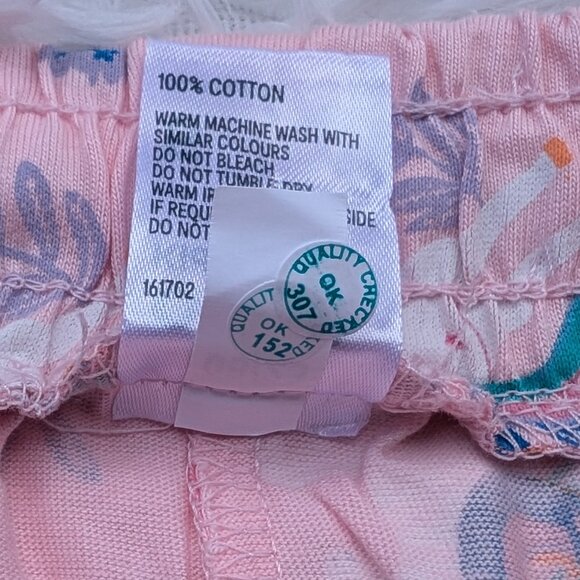 100% COTTON
WARM MACHINE WASH WITH
SIMILAR COLOURS
DO NOT BLEACH
DO NOT TUMBLE DRY
WARM
IF SIDE
DO NOT
161702
QUALITY CHECKED
OK
307
OK
152